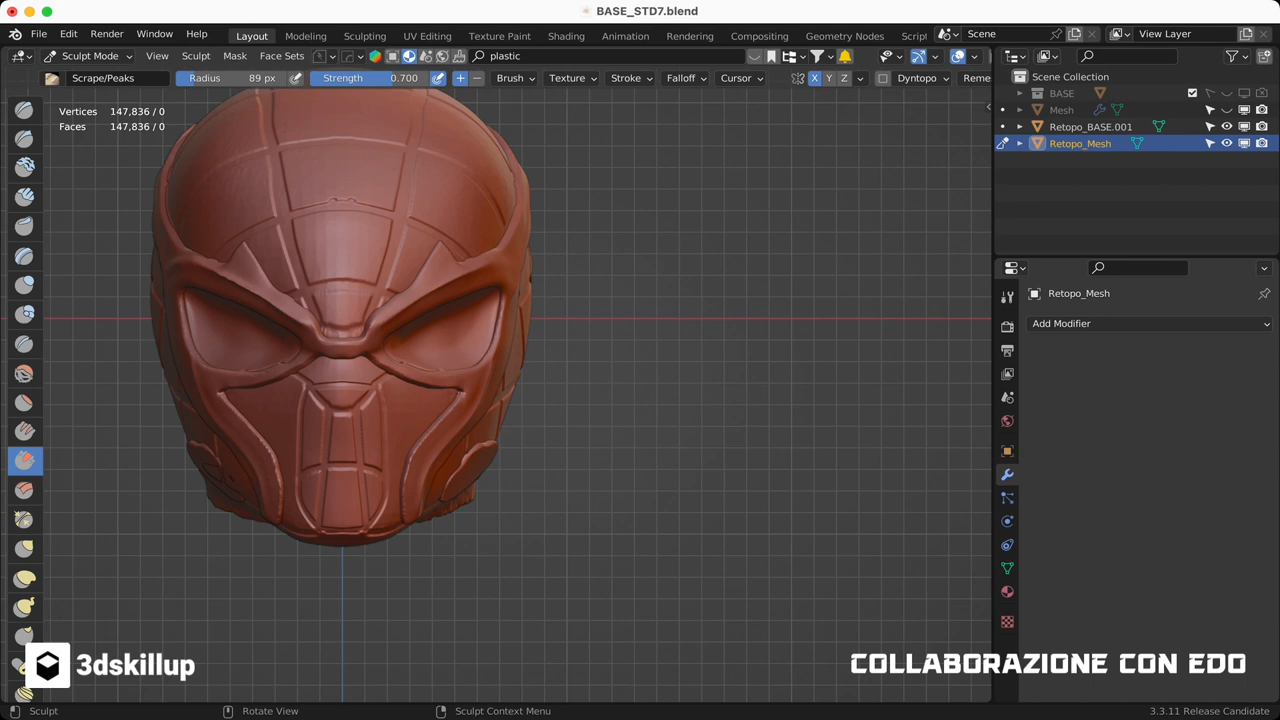 BASE_STD7.blend
File Edit Render Window Help Layout Modeling Sculpting UV Editing Texture Paint Shading Animation Rendering Compositing Geometry Nodes Script Scene View Layer
Sculpt Mode View Sculpt Mask Face Sets plastic
Scrape/Peaks Radius 89 px Strength 0.700 Brush Texture Stroke Falloff Cursor X Y Z Dyntopo Reme
Vertices 147,836 / 0
Faces 147,836 / 0
Scene Collection
BASE
Mesh
Retopo_BASE.001
Retopo_Mesh
Retopo_Mesh
Add Modifier
3dskillup
COLLABORAZIONE CON EDO
Sculpt Rotate View Sculpt Context Menu 3.3.11 Release Candidate